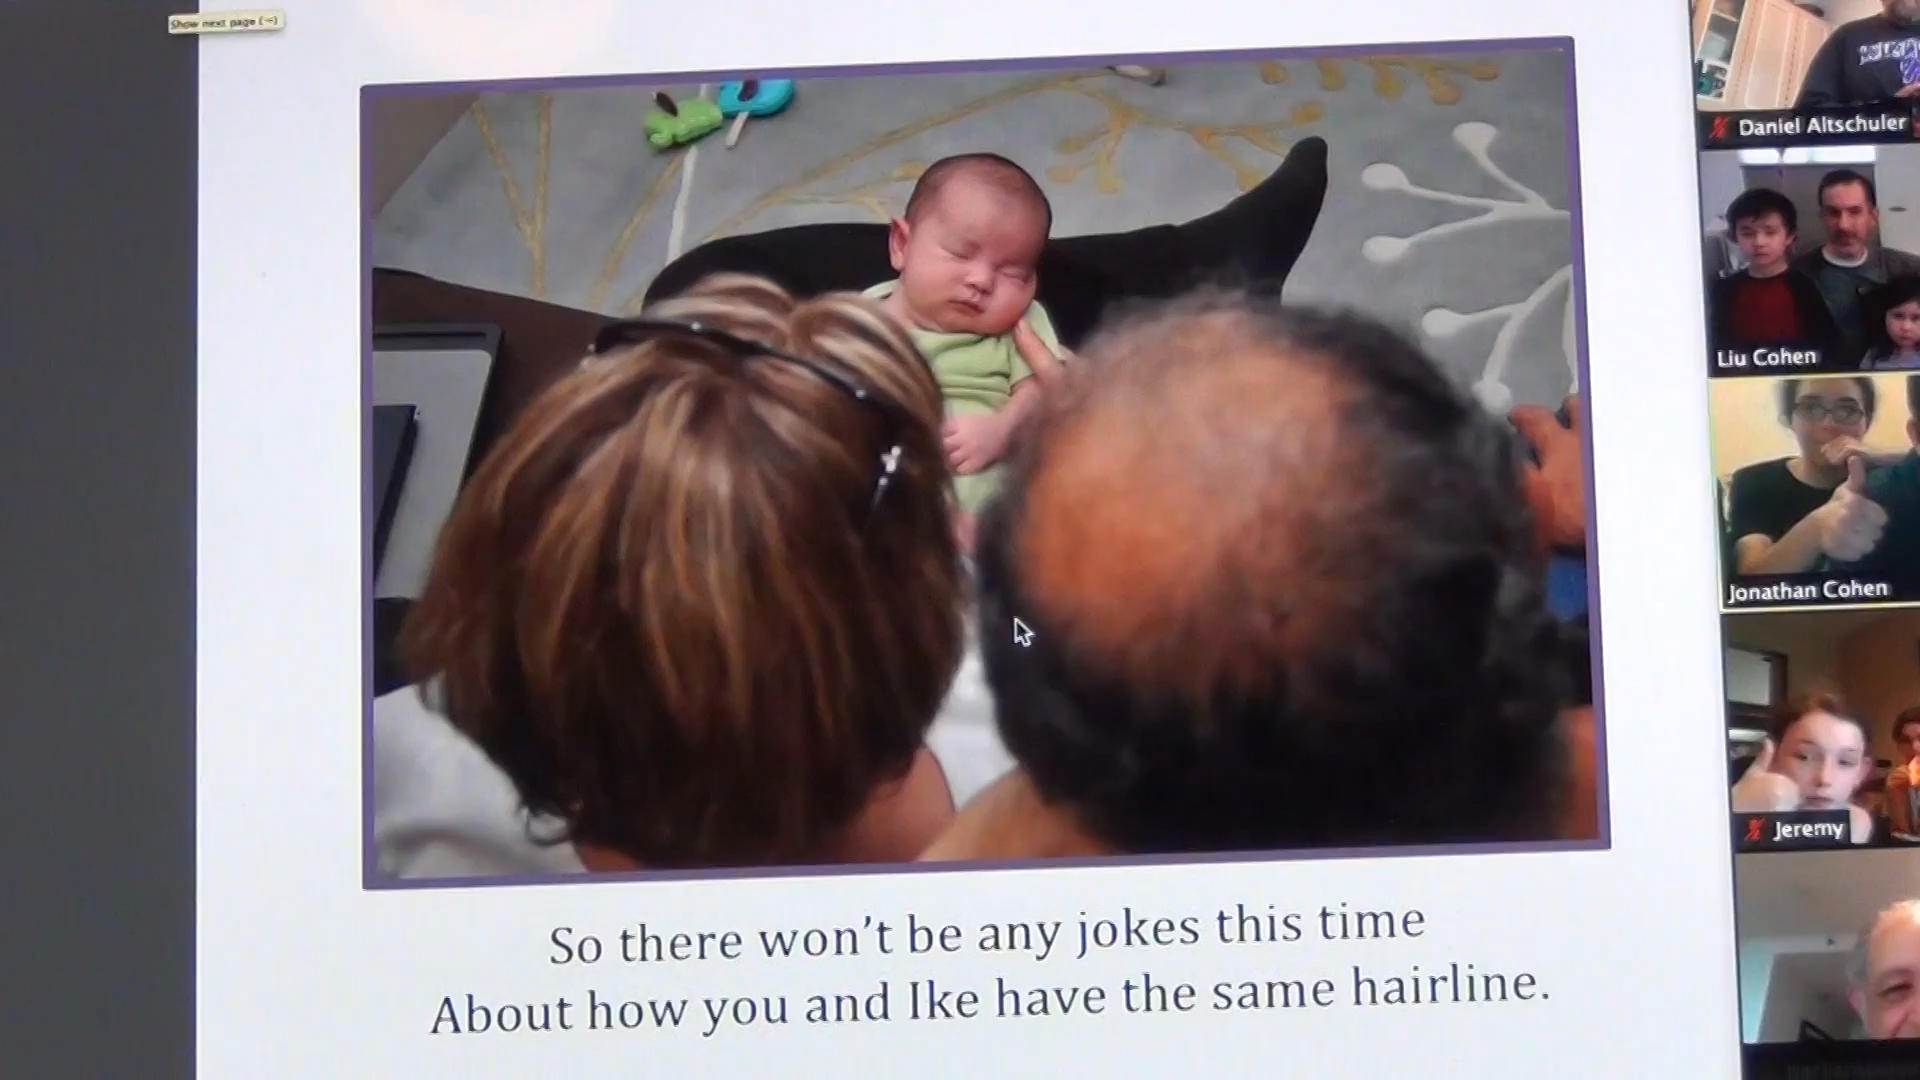 Show next page (→)
Daniel Altschuler
Liu Cohen
Jonathan Cohen
Jeremy
So there won't be any jokes this time
About how you and Ike have the same hairline.